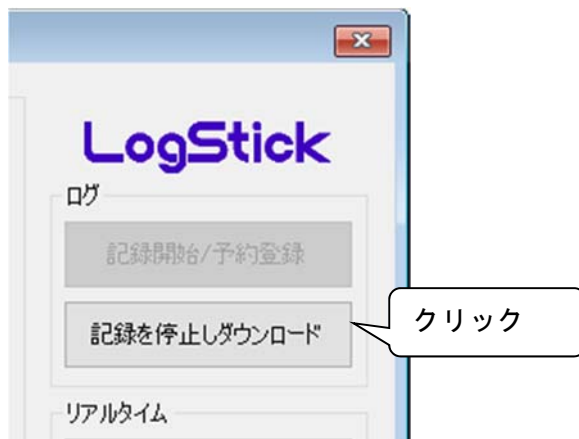 LogStick
ログ
記録開始/予約登録
記録を停止しダウンロード
クリック
リアルタイム